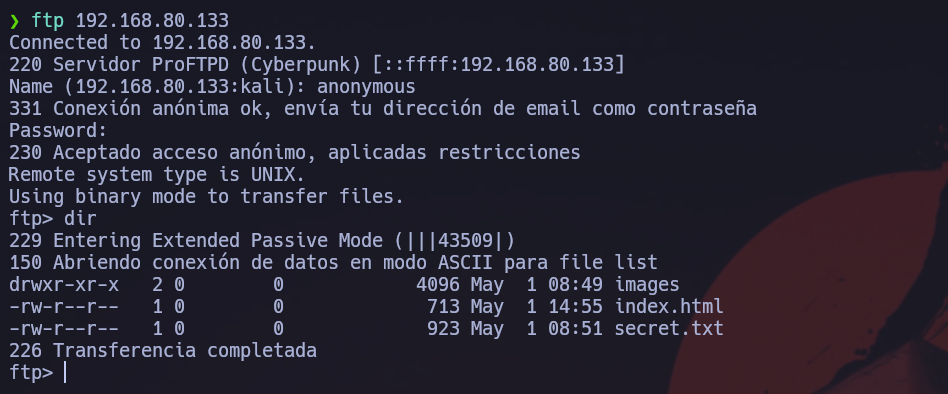 ❯ ftp 192.168.80.133
Connected to 192.168.80.133.
220 Servidor ProFTPD (Cyberpunk) [::ffff:192.168.80.133]
Name (192.168.80.133:kali): anonymous
331 Conexión anónima ok, envía tu dirección de email como contraseña
Password:
230 Aceptado acceso anónimo, aplicadas restricciones
Remote system type is UNIX.
Using binary mode to transfer files.
ftp> dir
229 Entering Extended Passive Mode (|||43509|)
150 Abriendo conexión de datos en modo ASCII para file list
drwxr-xr-x   2 0        0            4096 May  1 08:49 images
-rw-r--r--   1 0        0             713 May  1 14:55 index.html
-rw-r--r--   1 0        0             923 May  1 08:51 secret.txt
226 Transferencia completada
ftp>